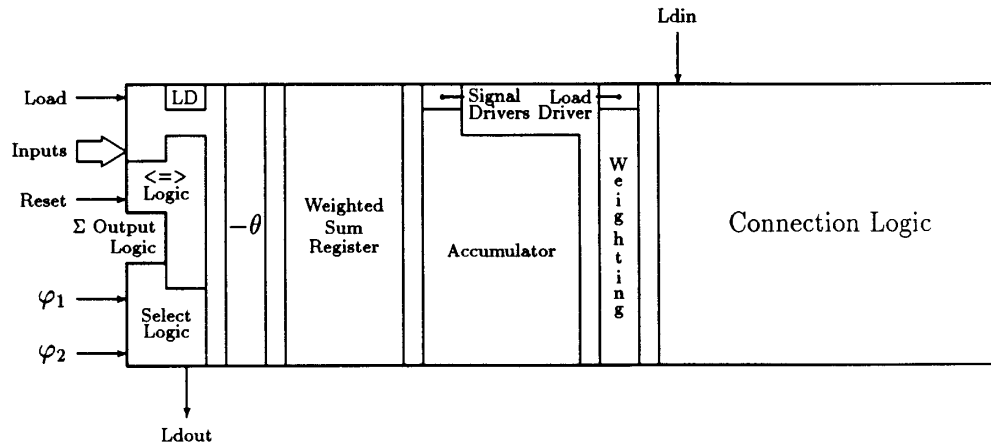 Ldin
Load
LD
Signal
Drivers
Load
Driver
Inputs
<=>
Logic
Reset
Σ Output
Logic
−θ
Weighted
Sum
Register
Accumulator
Weighting
Connection Logic
φ1
φ2
Select
Logic
Ldout